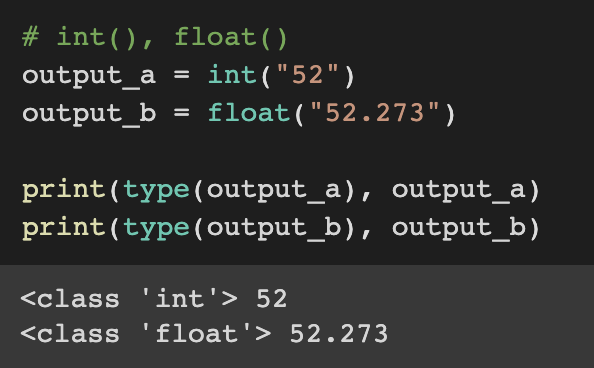 # int(), float()
output_a = int("52")
output_b = float("52.273")
print(type(output_a), output_a)
print(type(output_b), output_b)
<class 'int'> 52
<class 'float'> 52.273